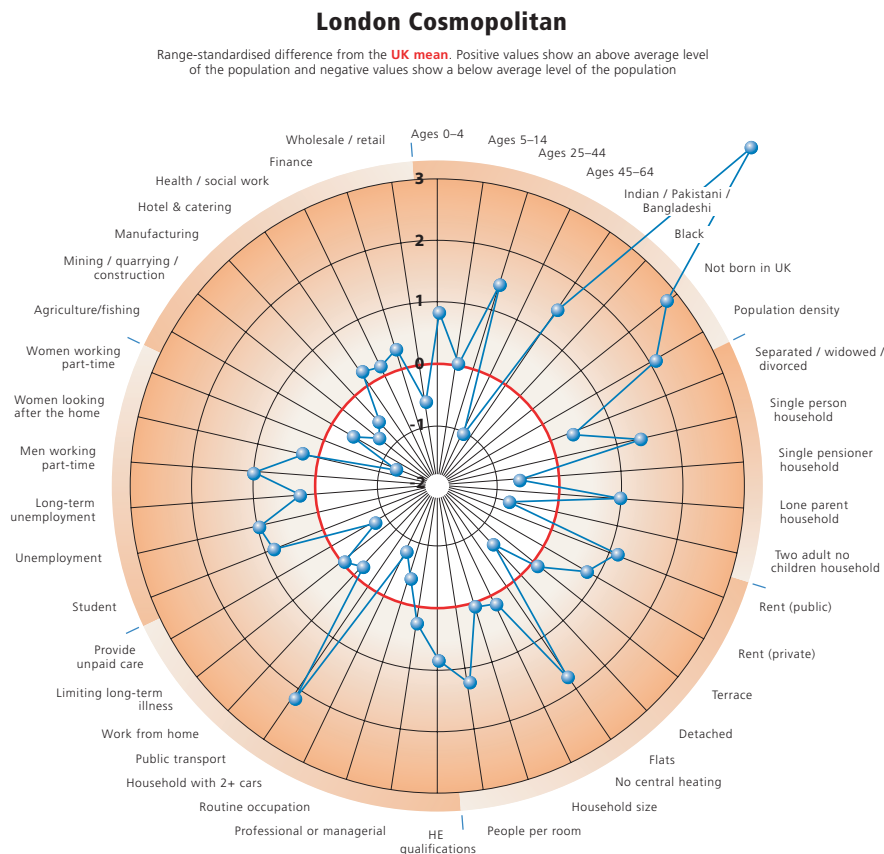 London Cosmopolitan
Range-standardised difference from the UK mean. Positive values show an above average level
of the population and negative values show a below average level of the population
Ages 0–4
Ages 5–14
Ages 25–44
Ages 45–64
Indian / Pakistani /
Bangladeshi
Black
Not born in UK
Population density
Separated / widowed /
divorced
Single person
household
Single pensioner
household
Lone parent
household
Two adult no
children household
Rent (public)
Rent (private)
Terrace
Detached
Flats
No central heating
Household size
People per room
HE
qualifications
Professional or managerial
Routine occupation
Household with 2+ cars
Public transport
Work from home
Limiting long-term
illness
Provide
unpaid care
Student
Unemployment
Long-term
unemployment
Men working
part-time
Women looking
after the home
Women working
part-time
Agriculture/fishing
Mining / quarrying /
construction
Manufacturing
Hotel & catering
Health / social work
Finance
Wholesale / retail
3
2
1
0
-1
2